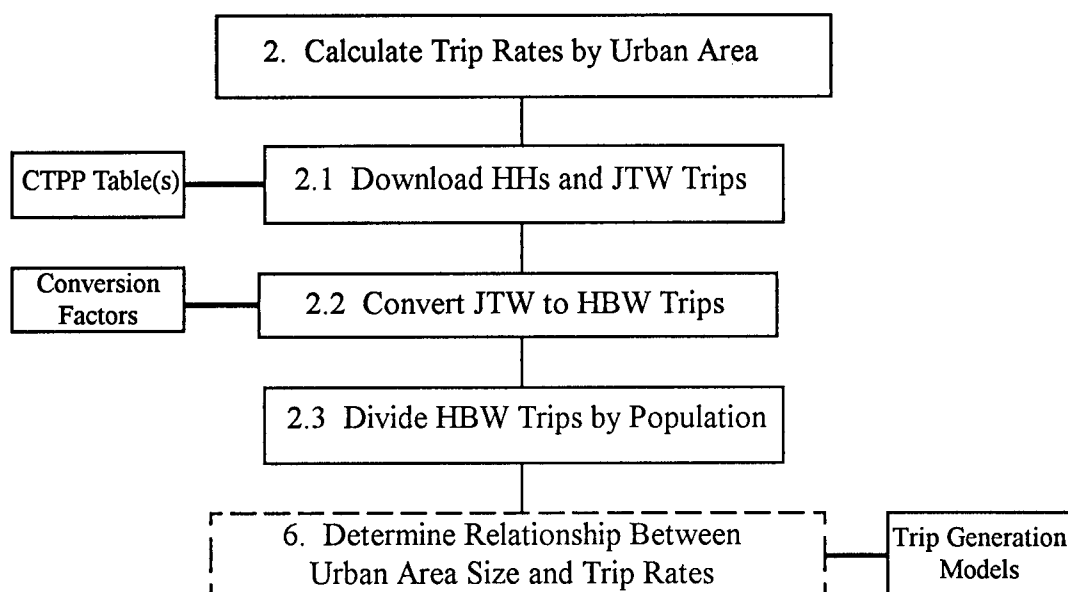 2. Calculate Trip Rates by Urban Area
CTPP Table(s)
2.1 Download HHs and JTW Trips
Conversion
Factors
2.2 Convert JTW to HBW Trips
2.3 Divide HBW Trips by Population
6. Determine Relationship Between
Urban Area Size and Trip Rates
Trip Generation
Models